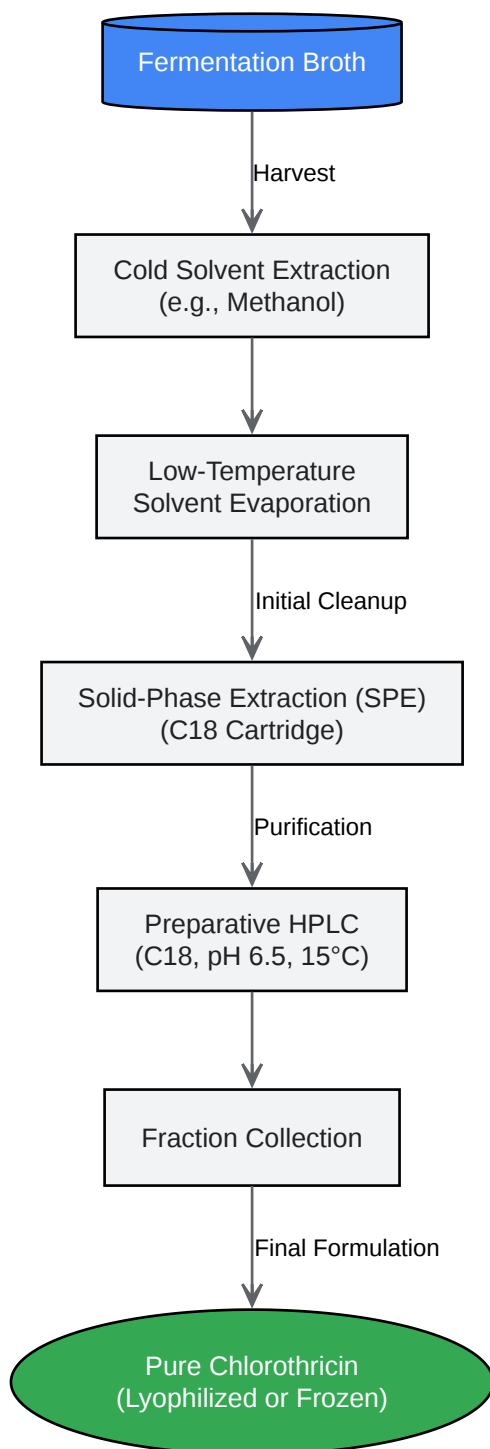 Fermentation Broth
Harvest
Cold Solvent Extraction
(e.g., Methanol)
Low-Temperature
Solvent Evaporation
Initial Cleanup
Solid-Phase Extraction (SPE)
(C18 Cartridge)
Purification
Preparative HPLC
(C18, pH 6.5, 15°C)
Fraction Collection
Final Formulation
Pure Chlorothricin
(Lyophilized or Frozen)